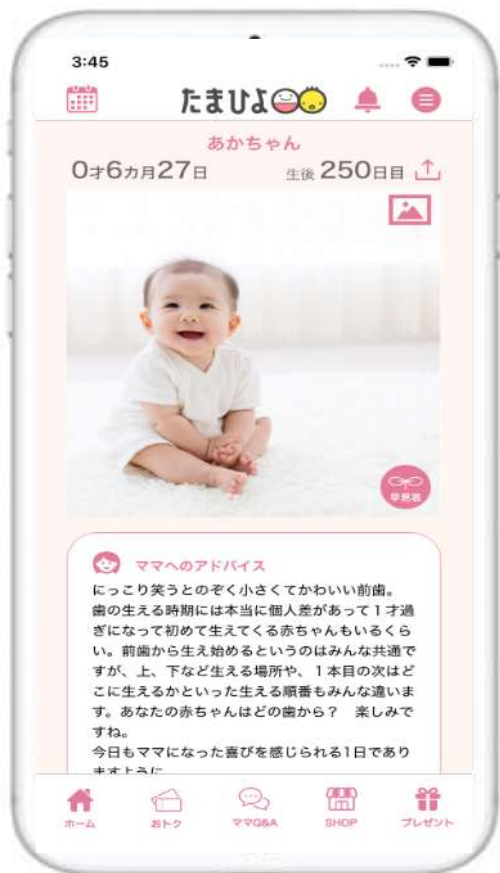 3:45
たまひよ
あかちゃん
0才6カ月27日 生後 250日目
早見表
ママへのアドバイス
にっこり笑うとのぞく小さくてかわいい前歯。
歯の生える時期には本当に個人差があって1才過
ぎになって初めて生えてくる赤ちゃんもいるくら
い。前歯から生え始めるというのはみんな共通で
すが、上、下など生える場所や、1本目の次はど
こに生えるかといった生える順番もみんな違いま
す。あなたの赤ちゃんはどの歯から？　楽しみで
すね。
今日もママになった喜びを感じられる1日であり
ますように
ホーム おトク ママQ&A SHOP プレゼント